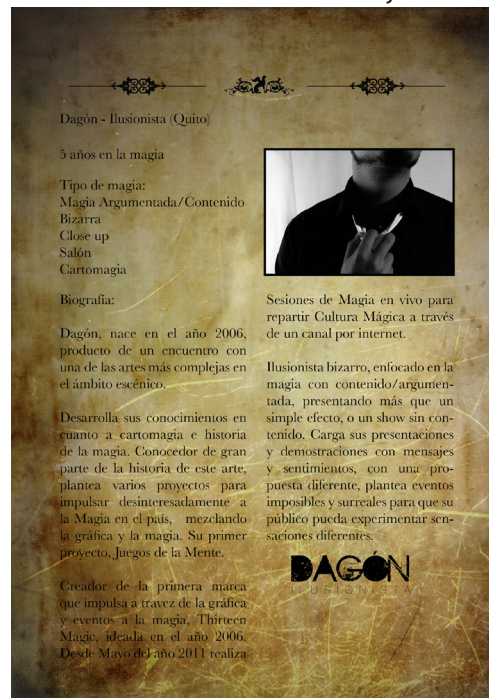 Dagón - Ilusionista (Quito)
5 años en la magia
Tipo de magia:
Magia Argumentada/Contenido
Bizarra
Close up
Salón
Cartomagia
Biografia:
Dagón, nace en el año 2006,
producto de un encuentro con
una de las artes más complejas en
el ámbito escénico.
Desarrolla sus conocimientos en
cuanto a cartomagia e historia
de la magia. Conocedor de gran
parte de la historia de este arte,
plantea varios proyectos para
impulsar desinteresadamente a
la Magia en el país, mezclando
la gráfica y la magia. Su primer
proyecto, Juegos de la Mente.
Creador de la primera marca
que impulsa a travez de la gráfica
y eventos a la magia, Thirteen
Magic, ideada en el año 2006.
Desde Mayo del año 2011 realiza
Sesiones de Magia en vivo para
repartir Cultura Mágica a través
de un canal por internet.
Ilusionista bizarro, enfocado en la
magia con contenido/argumen-
tada, presentando más que un
simple efecto, o un show sin con-
tenido. Carga sus presentaciones
y demostraciones con mensajes
y sentimientos, con una pro-
puesta diferente, plantea eventos
imposibles y surreales para que su
público pueda experimentar sen-
saciones diferentes.
DAGÓN
ILUSIONISTA